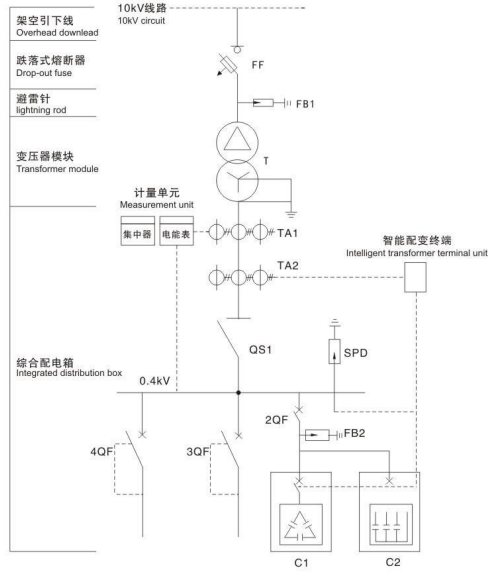 架空引下线
Overhead downlead
10kV线路
10kV circuit
跌落式熔断器
Drop-out fuse
FF
避雷针
lightning rod
FB1
变压器模块
Transformer module
T
计量单元
Measurement unit
集中器
电能表
TA1
智能配变终端
Intelligent transformer terminal unit
TA2
QS1
SPD
综合配电箱
Integrated distribution box
0.4kV
2QF
FB2
4QF
3QF
C1
C2